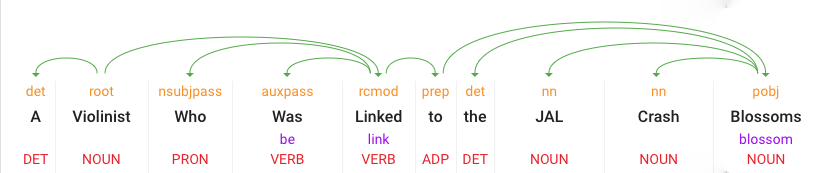 det root nsubjpass auxpass rcmod prep det nn nn pobj
A Violinist Who Was Linked to the JAL Crash Blossoms
be link blossom
DET NOUN PRON VERB VERB ADP DET NOUN NOUN NOUN